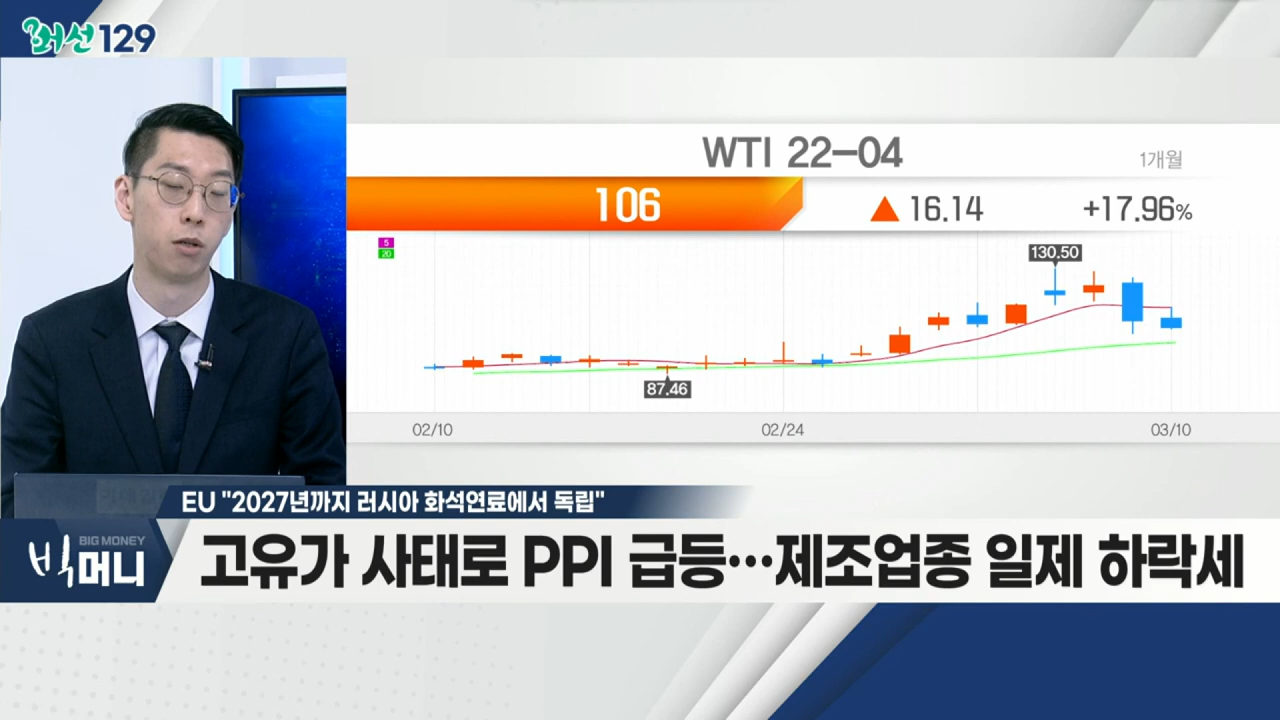 머선129
WTI 22-04
1개월
106
▲ 16.14
+17.96%
5
20
130.50
87.46
02/10
02/24
03/10
EU "2027년까지 러시아 화석연료에서 독립"
BIG MONEY
빅머니
고유가 사태로 PPI 급등…제조업종 일제 하락세